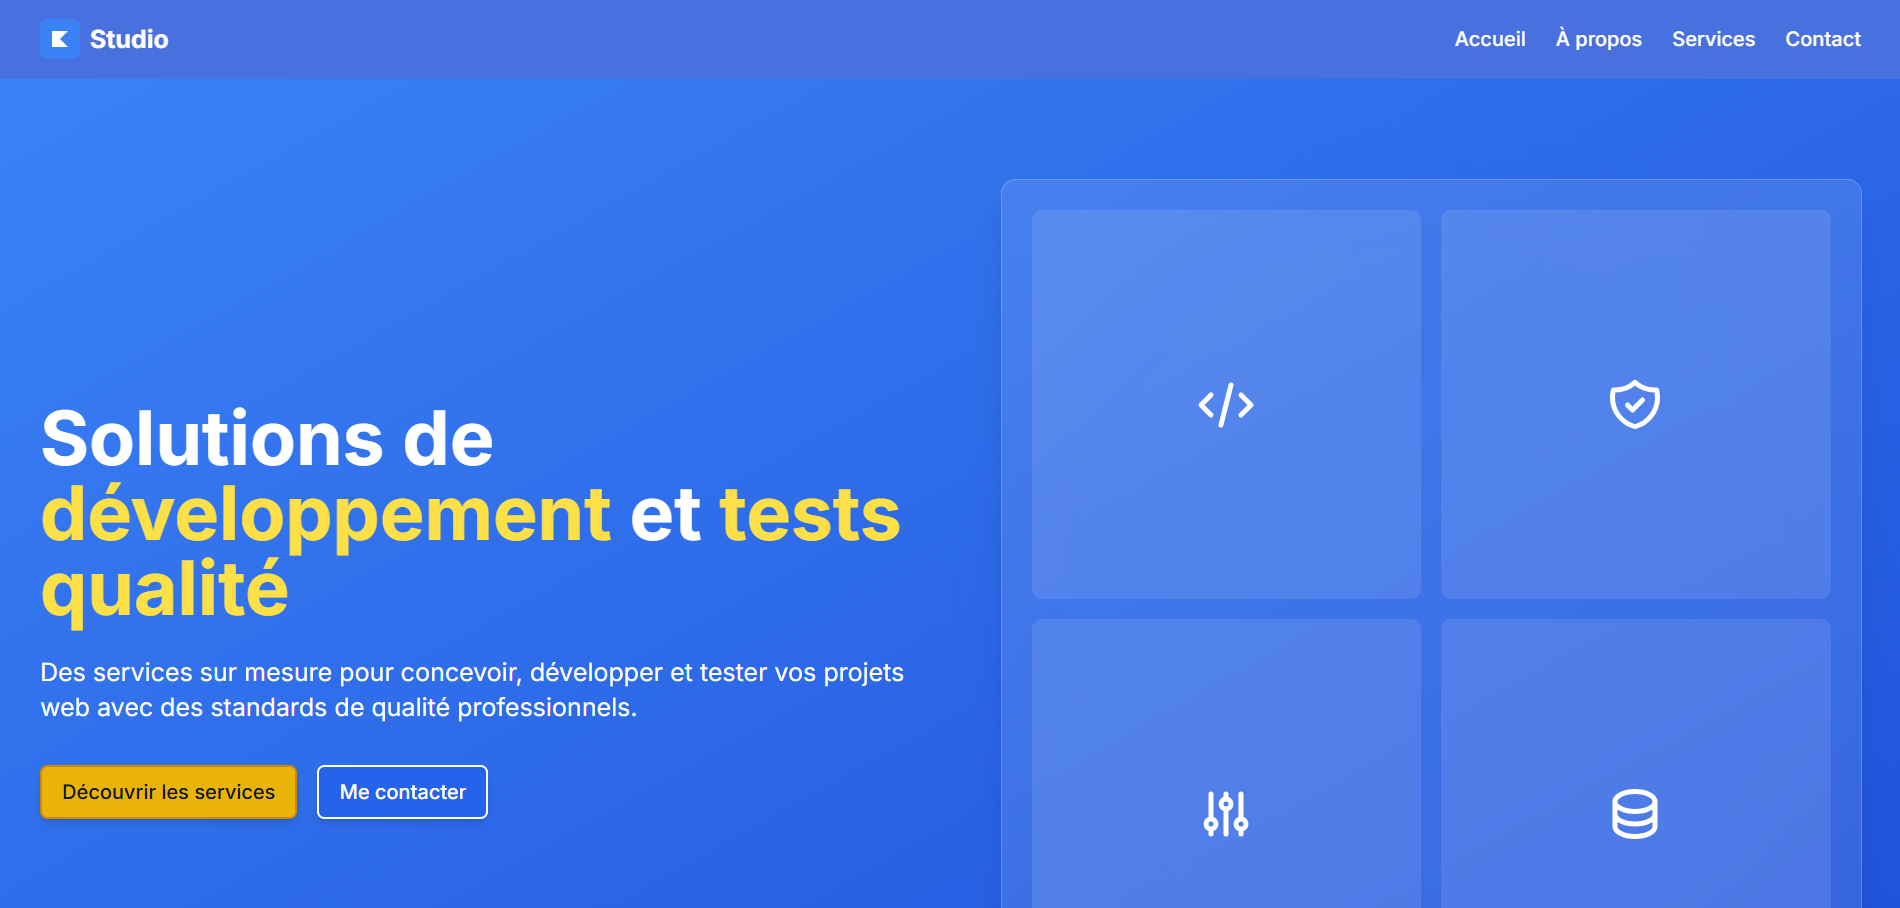 Studio
Accueil
À propos
Services
Contact
Solutions de
développement et tests
qualité
Des services sur mesure pour concevoir, développer et tester vos projets
web avec des standards de qualité professionnels.
Découvrir les services
Me contacter